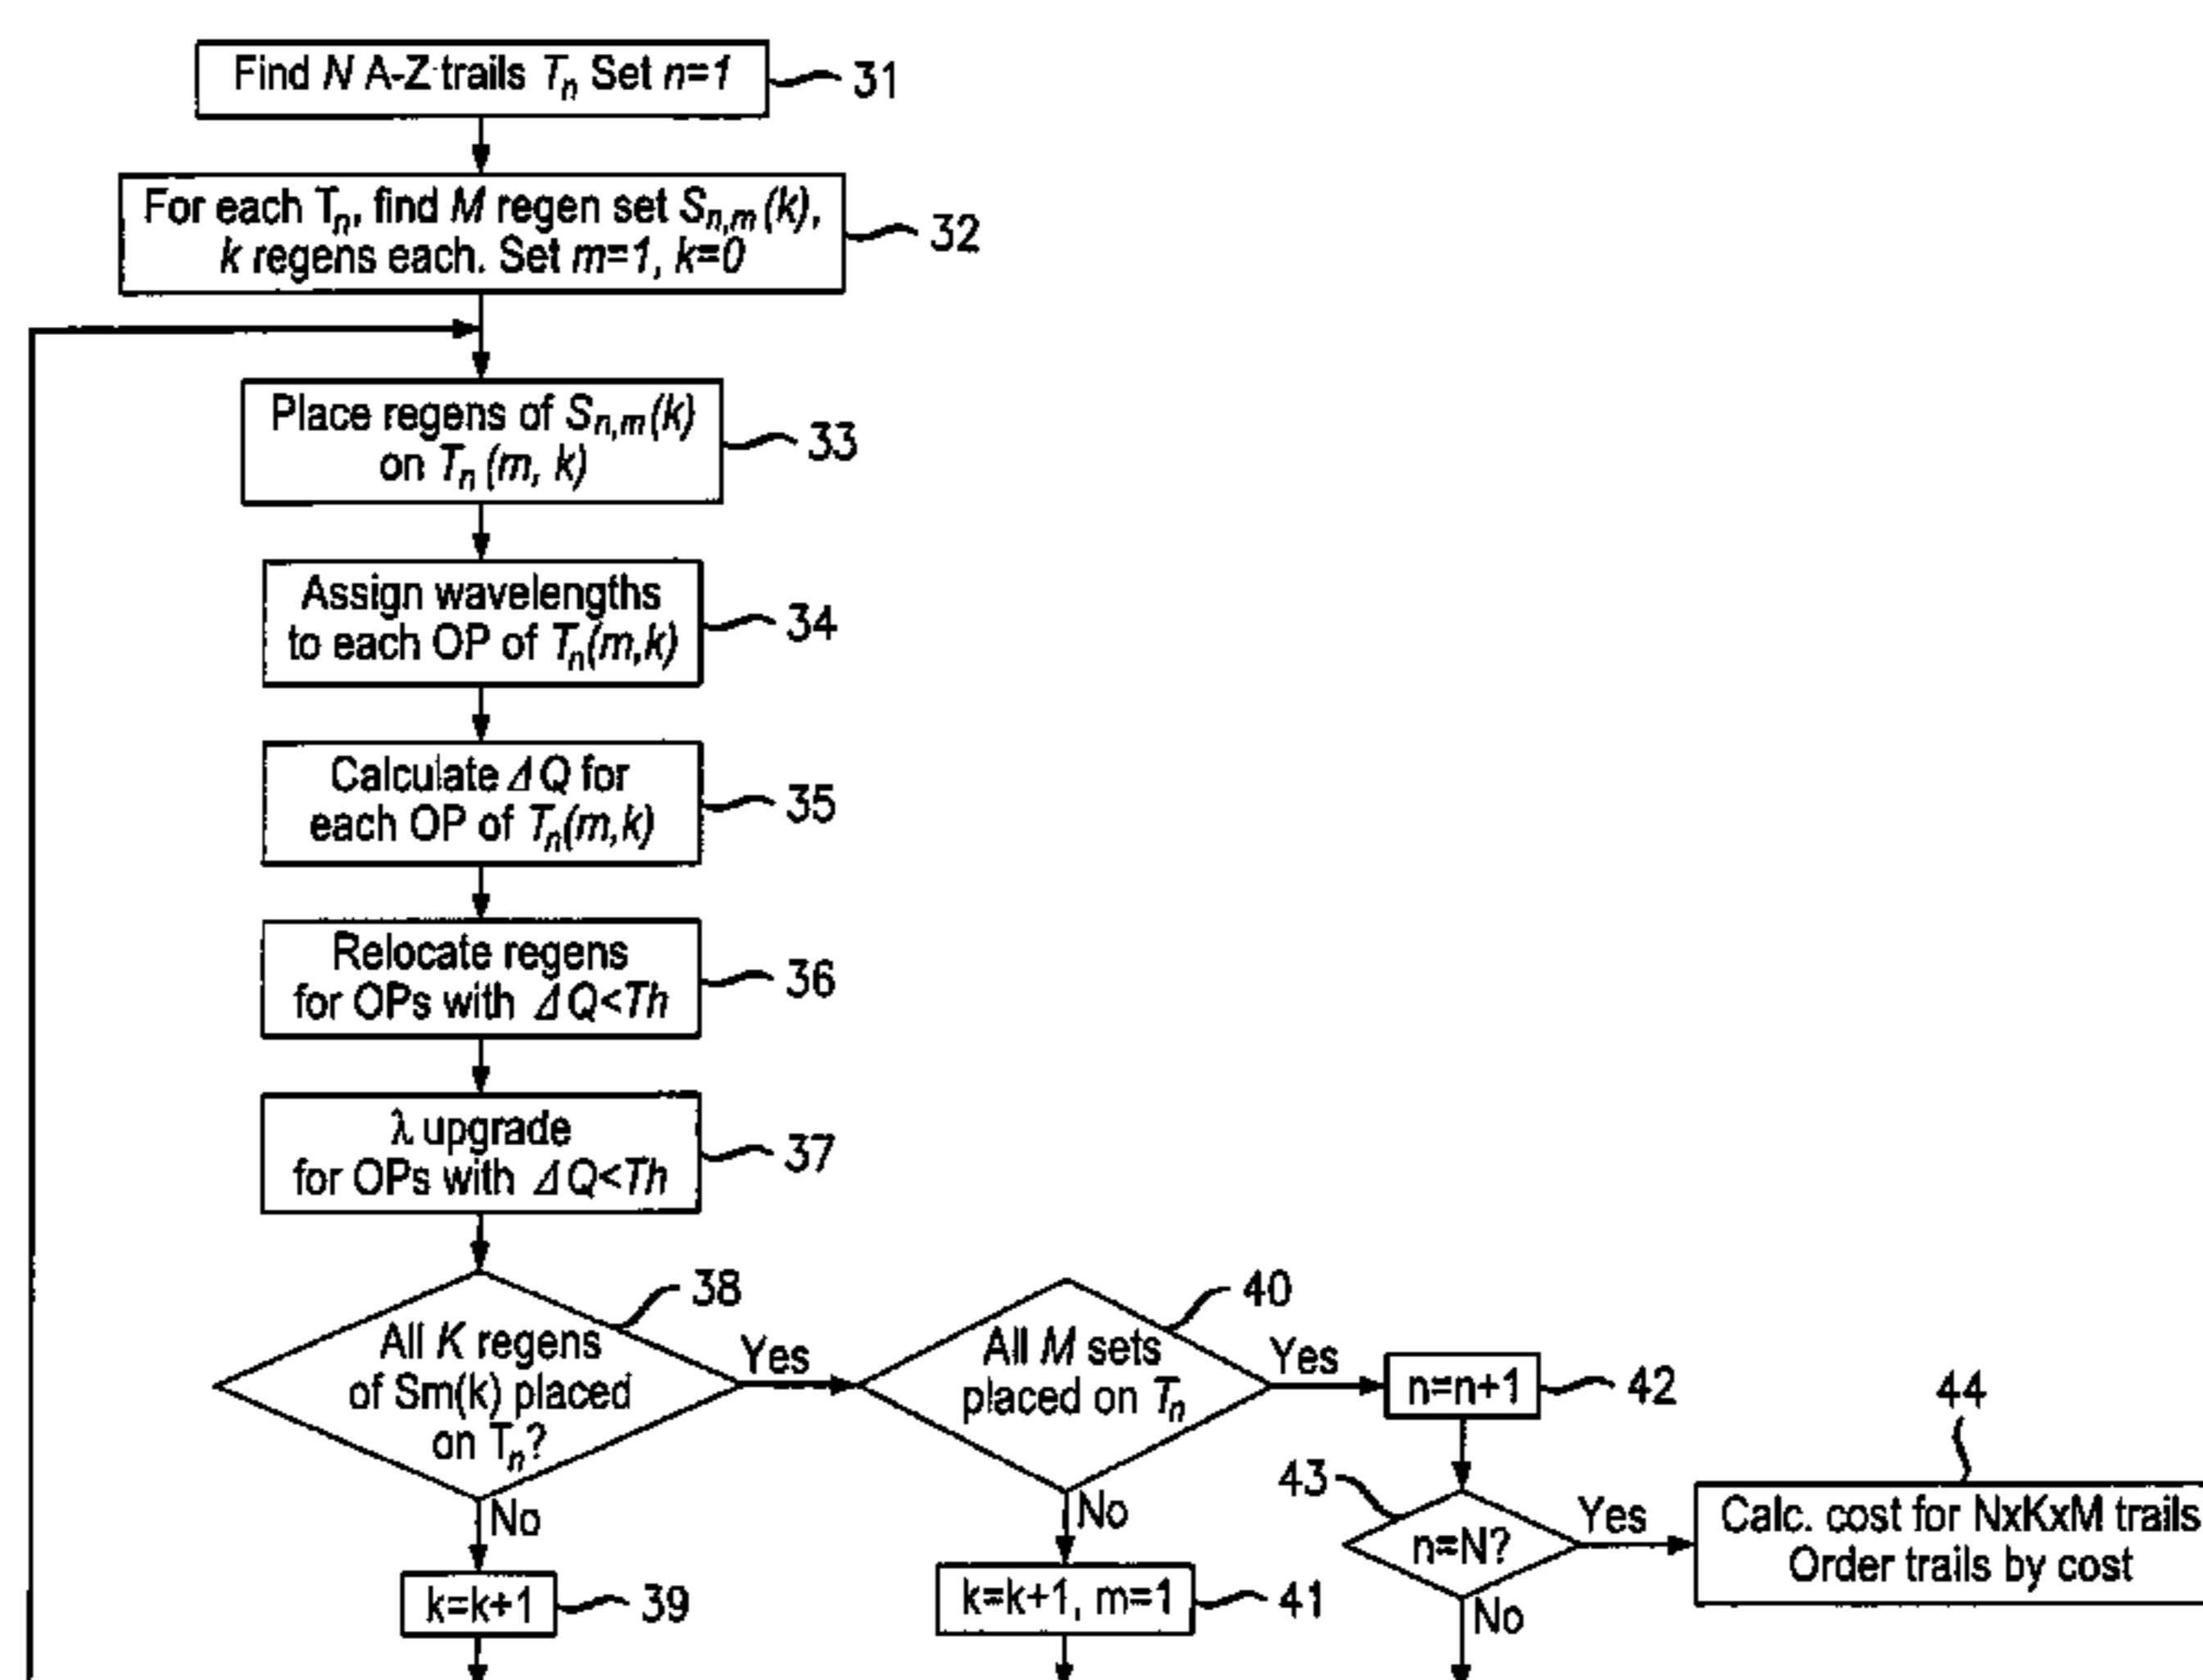 Find N A-Z trails Tn Set n=1
31
For each Tn, find M regen set Sn,m(k),
k regens each. Set m=1, k=0
32
Place regens of Sn,m(k)
on Tn (m, k)
33
Assign wavelengths
to each OP of Tn(m,k)
34
Calculate ΔQ for
each OP of Tn(m,k)
35
Relocate regens
for OPs with ΔQ<Th
36
λ upgrade
for OPs with ΔQ<Th
37
All K regens
of Sm(k) placed
on Tn?
38
Yes
No
k=k+1
39
All M sets
placed on Tn
40
Yes
No
k=k+1, m=1
41
n=n+1
42
43
n=N?
Yes
No
44
Calc. cost for NxKxM trails
Order trails by cost